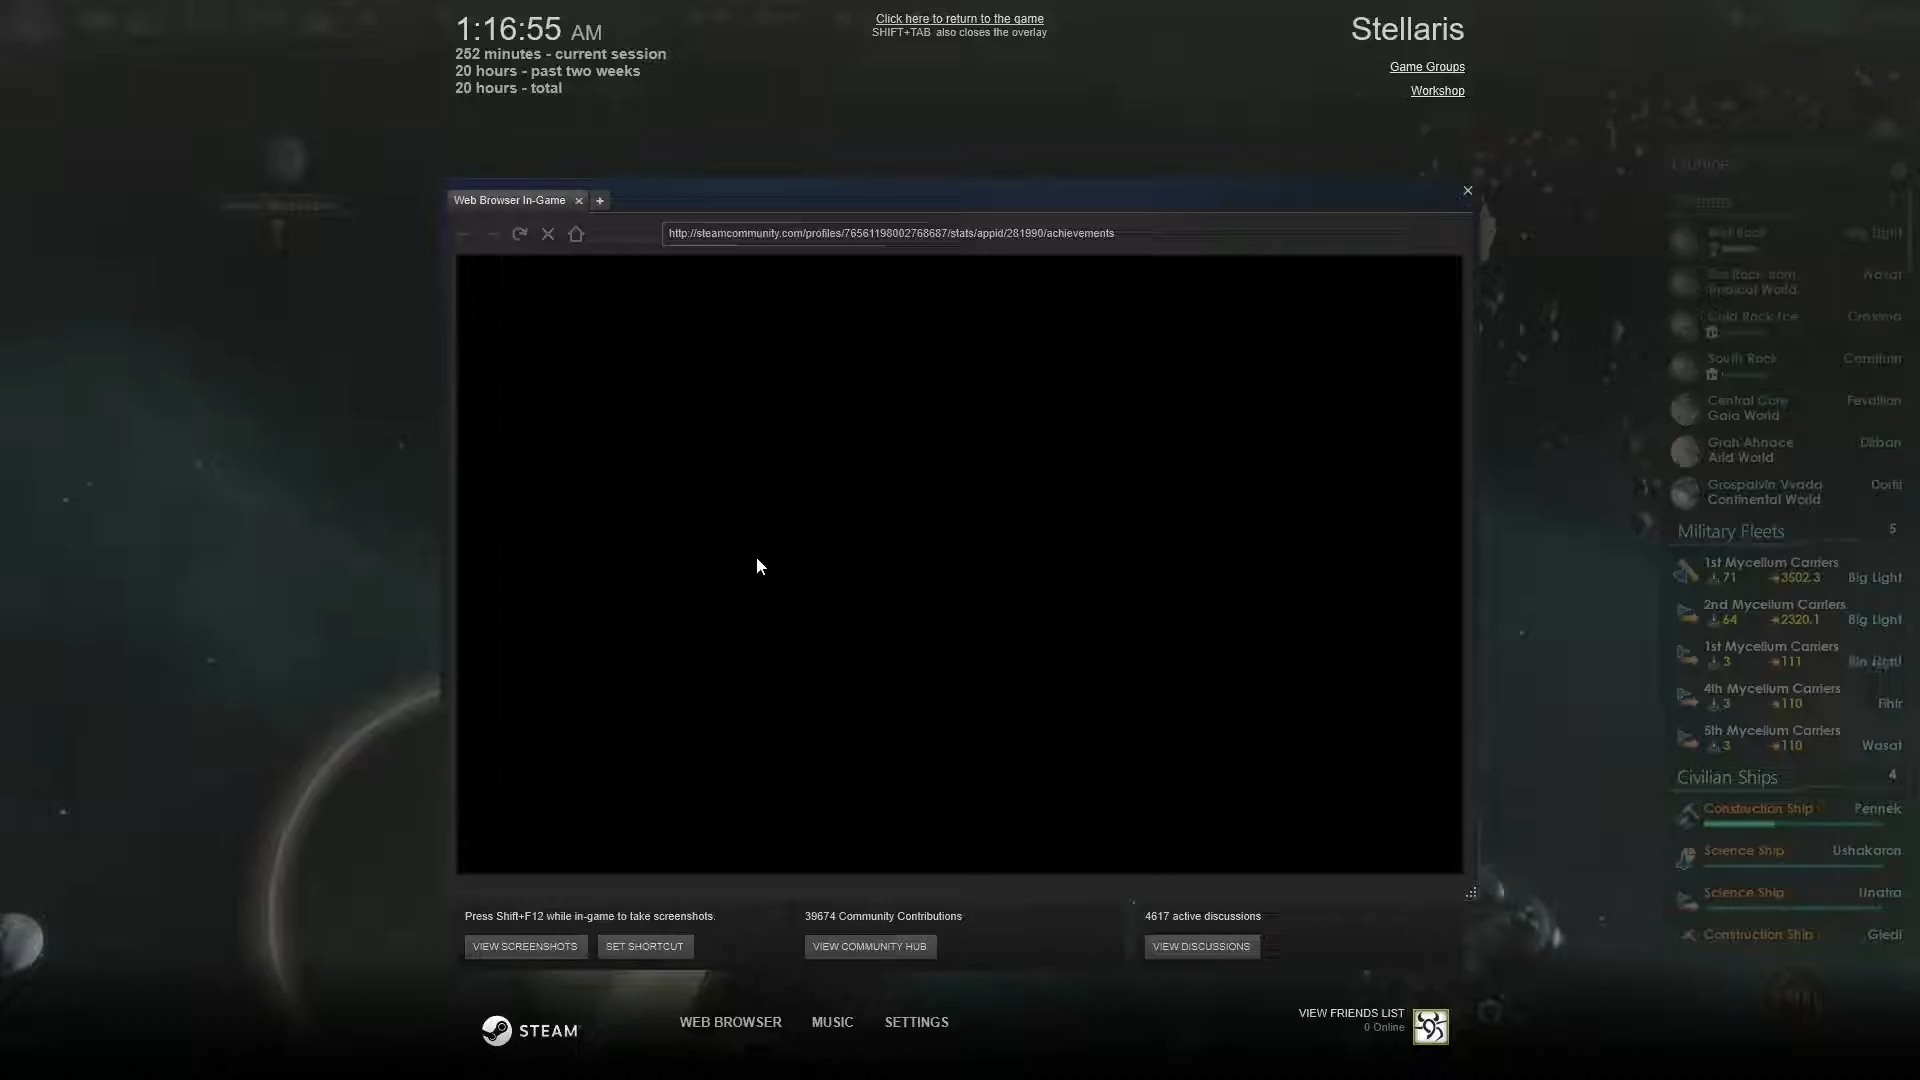 1:16:55 AM
252 minutes - current session
20 hours - past two weeks
20 hours - total
Click here to return to the game
SHIFT+TAB also closes the overlay
Stellaris
Game Groups
Workshop
Web Browser In-Game
http://steamcommunity.com/profiles/76561198002768687/stats/appid/281990/achievements
Wasat
Tropical World
South Rock
Central Core Fevallian
Gaia World
Arid World
Continental World
Military Fleets 5
1st Mycelium Carriers
71 3502.3 Big Light
2nd Mycelium Carriers
64 2320.1 Big Light
1st Mycelium Carriers
3 111
4th Mycelium Carriers
3 110
5th Mycelium Carriers
3 110 Wasat
Civilian Ships 4
Construction Ship Pennek
Science Ship Ushakaron
Science Ship
Construction Ship Giedi
Press Shift+F12 while in-game to take screenshots.
VIEW SCREENSHOTS SET SHORTCUT
39674 Community Contributions
VIEW COMMUNITY HUB
4617 active discussions
VIEW DISCUSSIONS
STEAM
WEB BROWSER MUSIC SETTINGS
VIEW FRIENDS LIST
0 Online